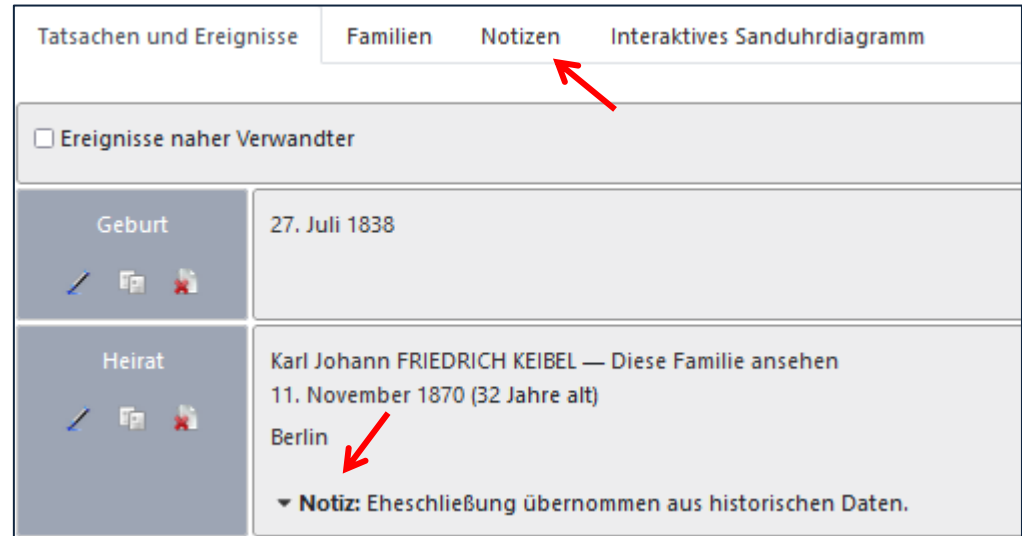 Tatsachen und Ereignisse Familien Notizen Interaktives Sanduhrdiagramm
Ereignisse naher Verwandter
Geburt
27. Juli 1838
Heirat
Karl Johann FRIEDRICH KEIBEL — Diese Familie ansehen
11. November 1870 (32 Jahre alt)
Berlin
Notiz: Eheschließung übernommen aus historischen Daten.